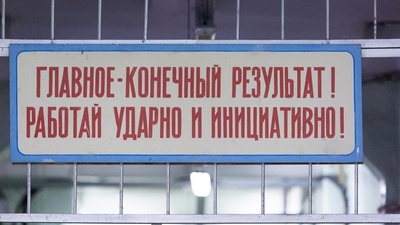 ГЛАВНОЕ-КОНЕЧНЫЙ РЕЗУЛЬТАТ!
РАБОТАЙ УДАРНО И ИНИЦИАТИВНО!